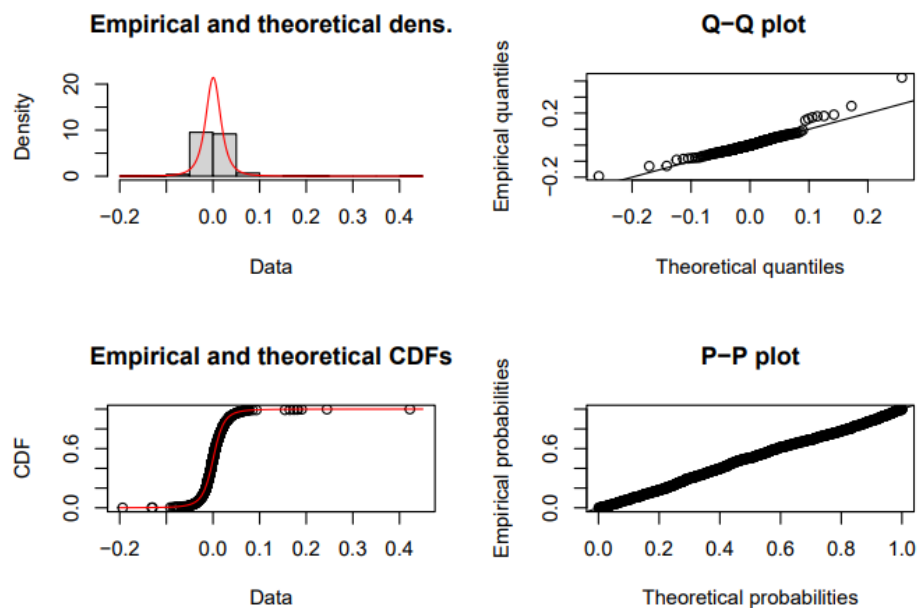 Empirical and theoretical dens.
Density
0 10 20
−0.2 0.0 0.1 0.2 0.3 0.4
Data
Q−Q plot
Empirical quantiles
−0.2 0.2
−0.2 −0.1 0.0 0.1 0.2
Theoretical quantiles
Empirical and theoretical CDFs
CDF
0.0 0.6
−0.2 0.0 0.1 0.2 0.3 0.4
Data
P−P plot
Empirical probabilities
0.0 0.6
0.0 0.2 0.4 0.6 0.8 1.0
Theoretical probabilities